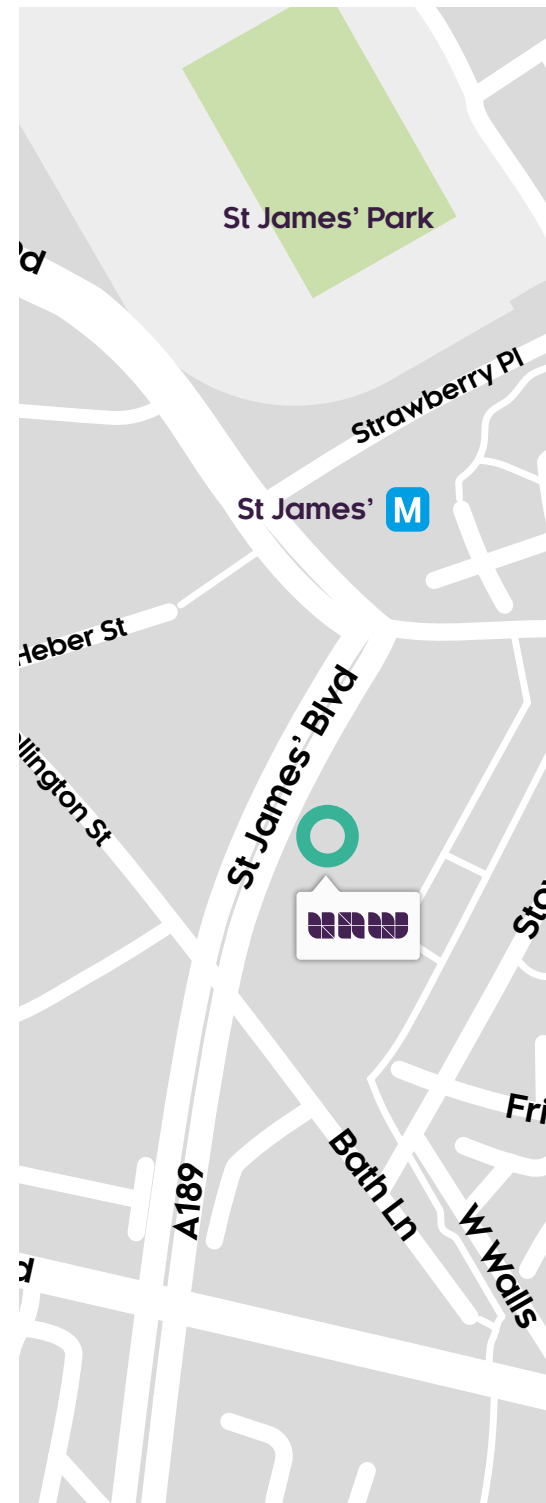 St James’ Park
Strawberry Pl
St James’ M
Heber St
St James’ Blvd
Bath Ln
A189
W Walls